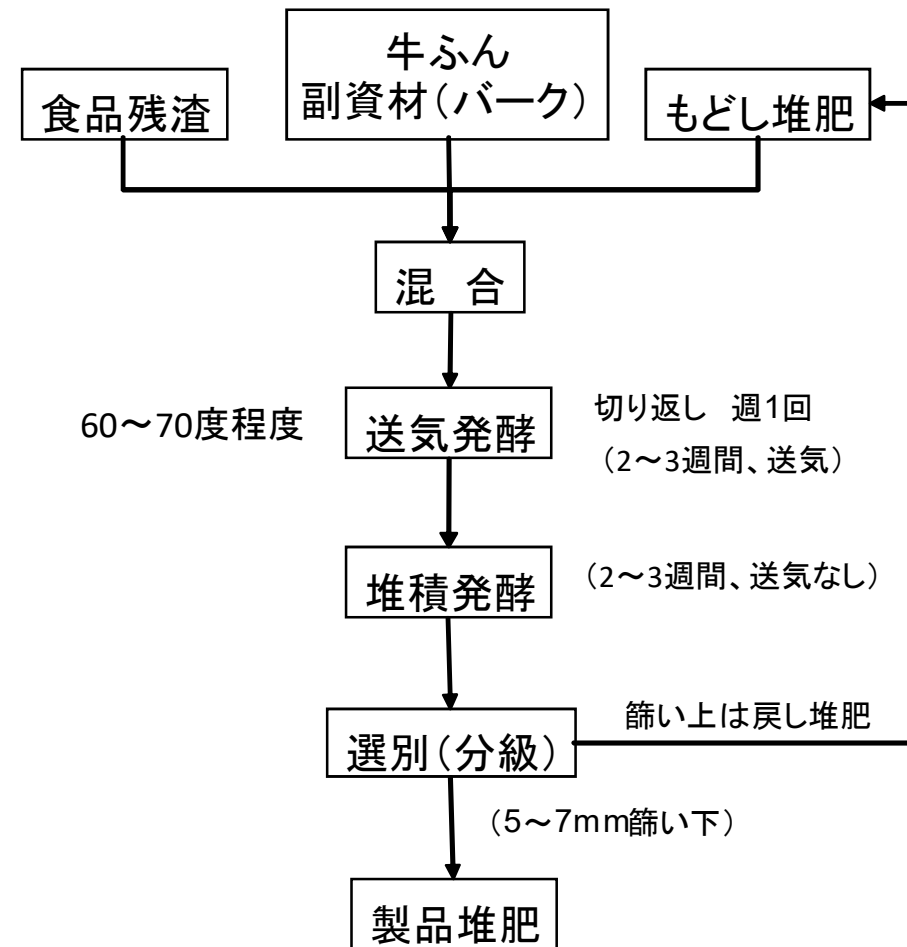 牛ふん
副資材(バーク)
食品残渣
もどし堆肥
混　合
60～70度程度
送気発酵
切り返し　週1回
（2～3週間、送気）
堆積発酵
（2～3週間、送気なし）
選別(分級)
篩い上は戻し堆肥
（5～7mm篩い下）
製品堆肥